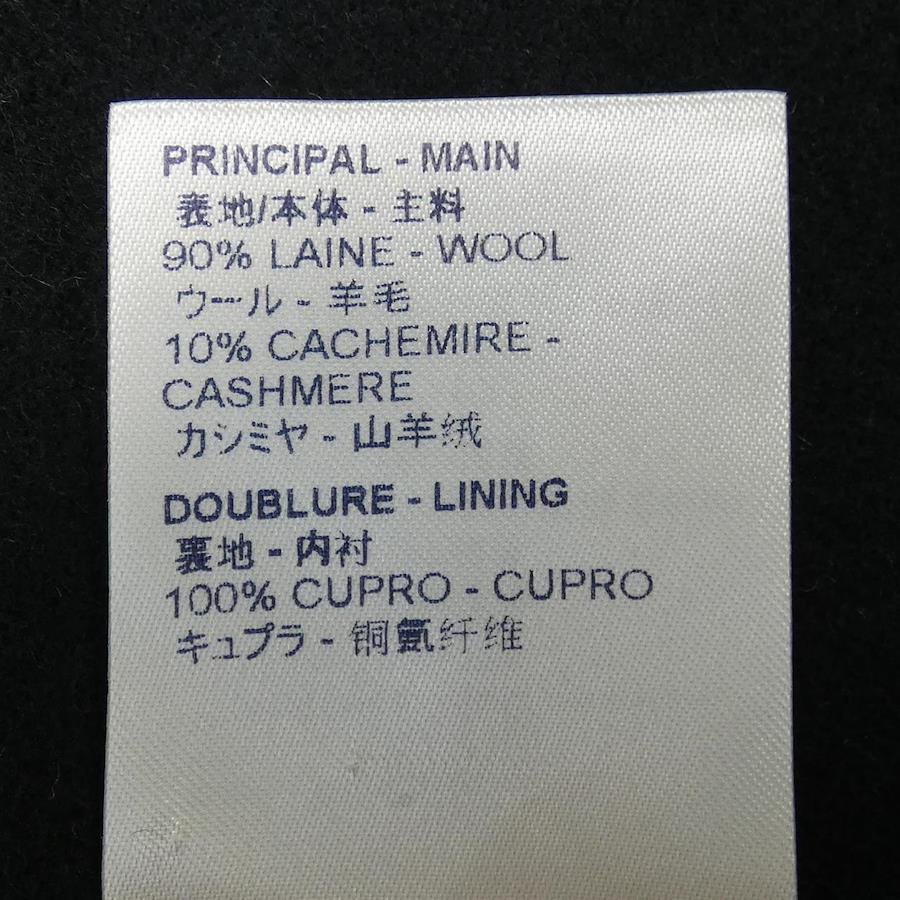 PRINCIPAL - MAIN
表地/本体 - 主料
90% LAINE - WOOL
ウール - 羊毛
10% CACHEMIRE -
CASHMERE
カシミヤ - 山羊绒
DOUBLURE - LINING
裏地 - 内衬
100% CUPRO - CUPRO
キュプラ - 铜氨纤维